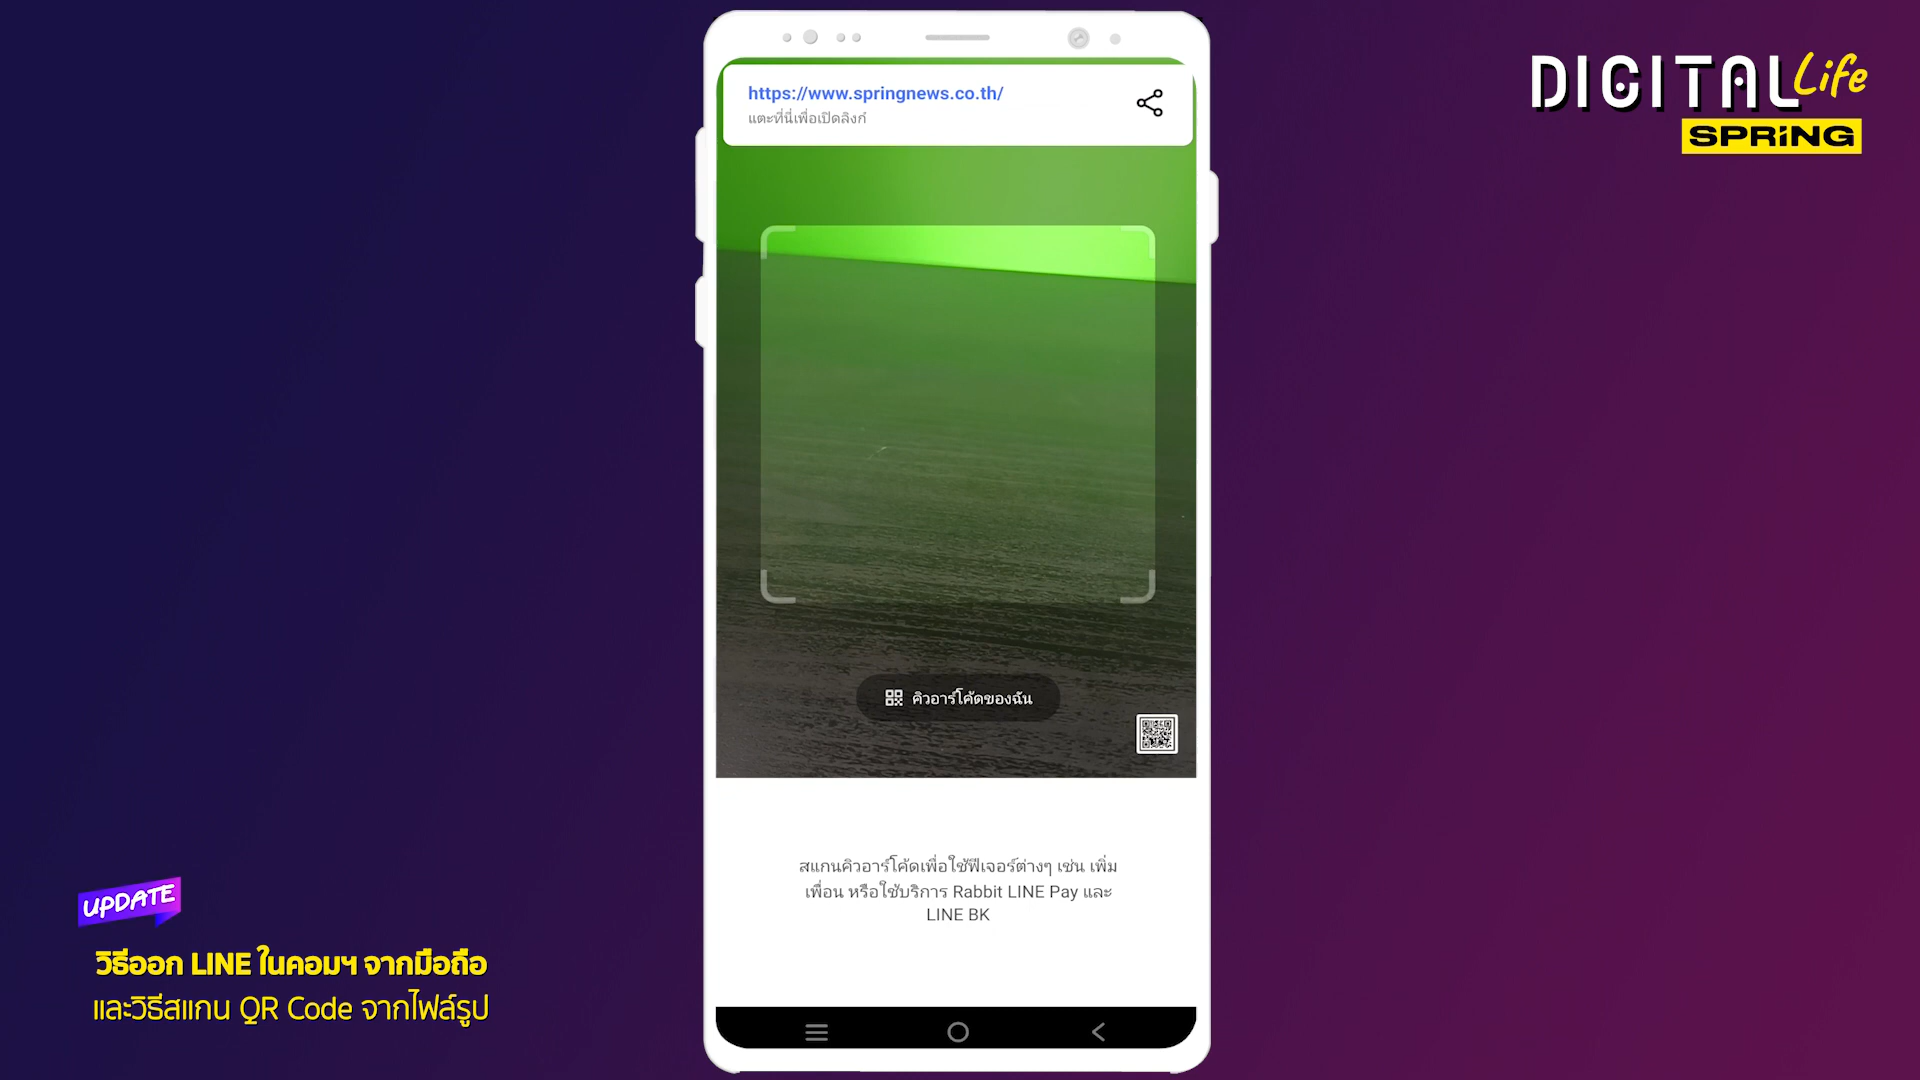 https://www.springnews.co.th/
แตะที่นี่เพื่อเปิดลิงก์
DIGITAL Life
SPRiNG
คิวอาร์โค้ดของฉัน
สแกนคิวอาร์โค้ดเพื่อใช้ฟีเจอร์ต่างๆ เช่น เพิ่ม
เพื่อน หรือใช้บริการ Rabbit LINE Pay และ
LINE BK
UPDATE
วิธีออก LINE ในคอมฯ จากมือถือ
และวิธีสแกน QR Code จากไฟล์รูป